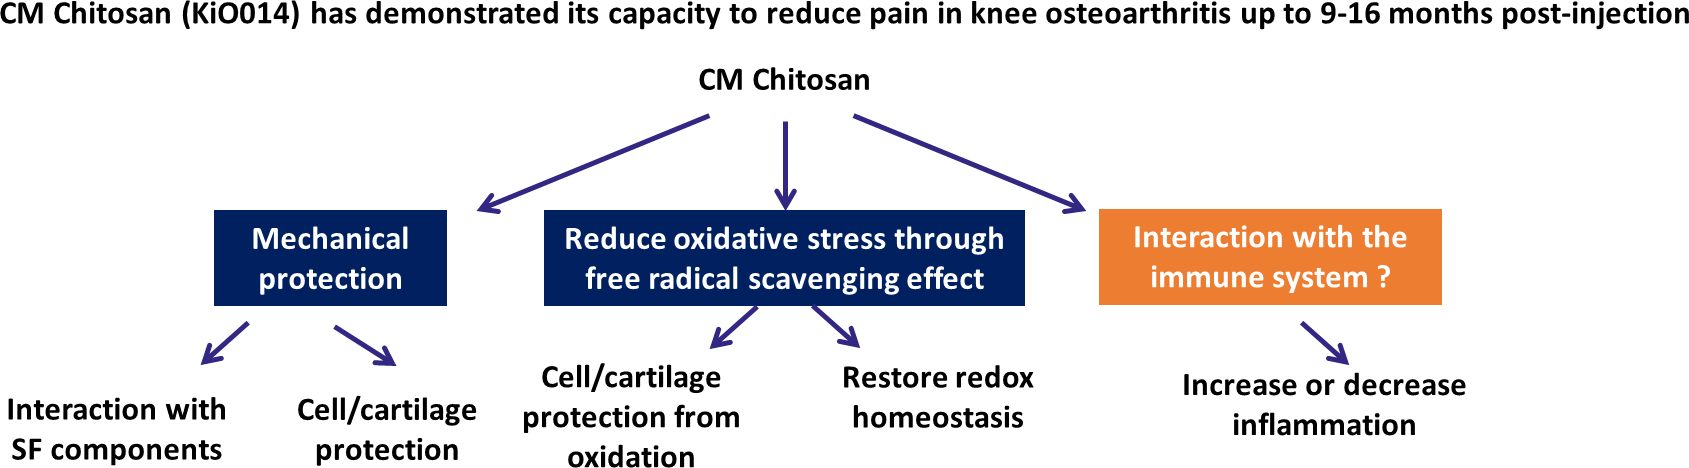 CM Chitosan (KiO014) has demonstrated its capacity to reduce pain in knee osteoarthritis up to 9-16 months post-injection
CM Chitosan
Mechanical
protection
Reduce oxidative stress through
free radical scavenging effect
Interaction with the
immune system ?
Interaction with
SF components
Cell/cartilage
protection
Cell/cartilage
protection from
oxidation
Restore redox
homeostasis
Increase or decrease
inflammation